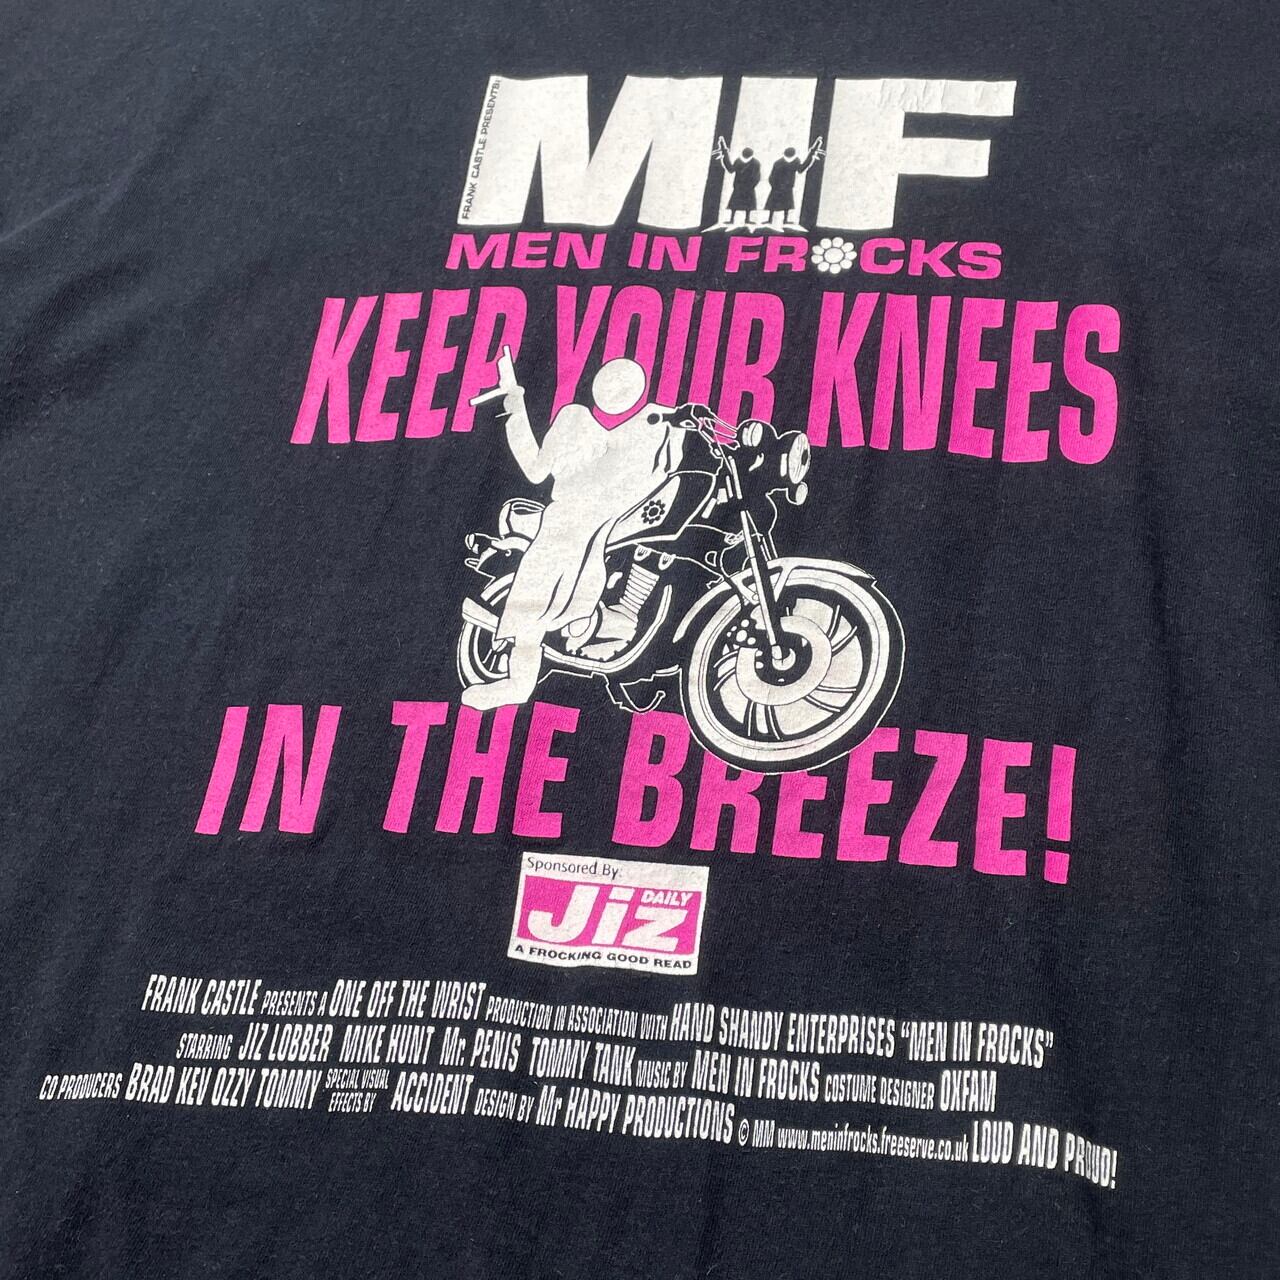 FRANK CASTLE PRESENTS:
MIF
MEN IN FROCKS
KEEP YOUR KNEES
IN THE BREEZE!
Sponsored By:
DAILY
Jiz
A FROCKING GOOD READ
FRANK CASTLE PRESENTS A ONE OFF THE WRIST PRODUCTION IN ASSOCIATION WITH HAND SHANDY ENTERPRISES "MEN IN FROCKS"
STARRING JIZ LOBBER MIKE HUNT Mr. PENIS TOMMY TANK MUSIC BY MEN IN FROCKS COSTUME DESIGNER OXFAM
CO PRODUCERS BRAD KEV OZZY TOMMY SPECIAL VISUAL EFFECTS BY ACCIDENT DESIGN BY Mr HAPPY PRODUCTIONS © MM www.meninfrocks.freeserve.co.uk LOUD AND PROUD!